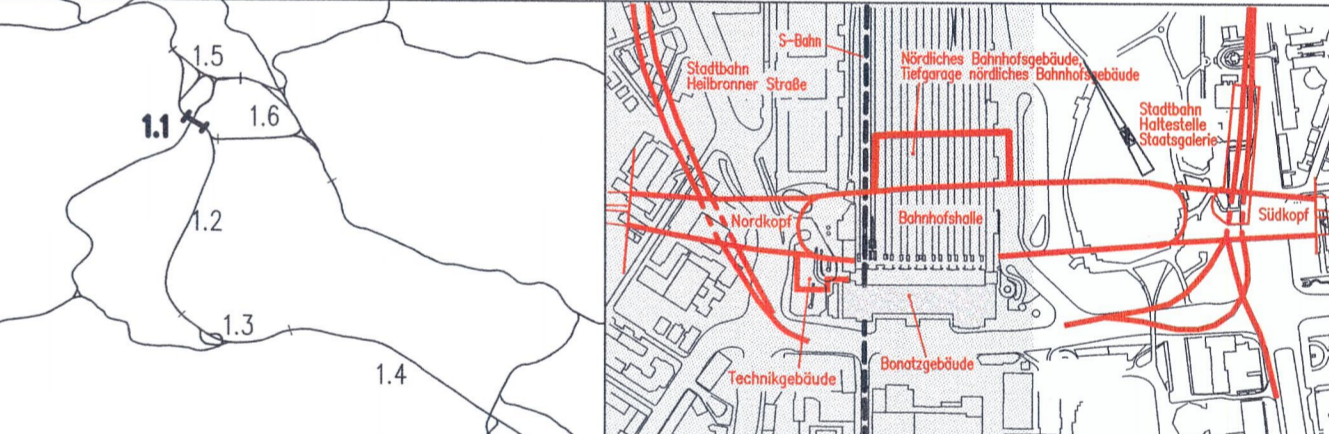 1.5
1.1
1.6
1.2
1.3
1.4
S-Bahn
Stadtbahn
Heilbronner Straße
Nördliches Bahnhofsgebäude,
Tiefgarage nördliches Bahnhofsgebäude
Stadtbahn
Haltestelle
Staatsgalerie
Nordkopf
Bahnhofshalle
Südkopf
Technikgebäude
Bonatzgebäude